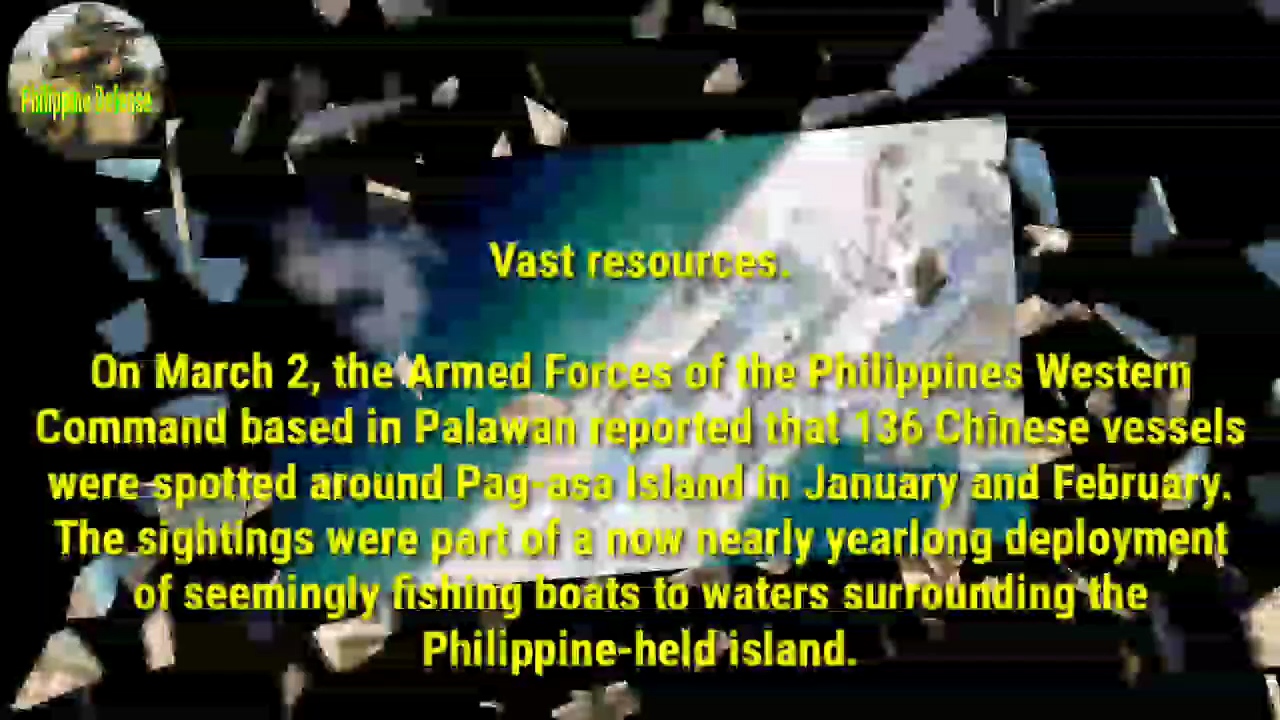 Philippine Defense
Vast resources.
On March 2, the Armed Forces of the Philippines Western
Command based in Palawan reported that 136 Chinese vessels
were spotted around Pag-asa Island in January and February.
The sightings were part of a now nearly yearlong deployment
of seemingly fishing boats to waters surrounding the
Philippine-held island.